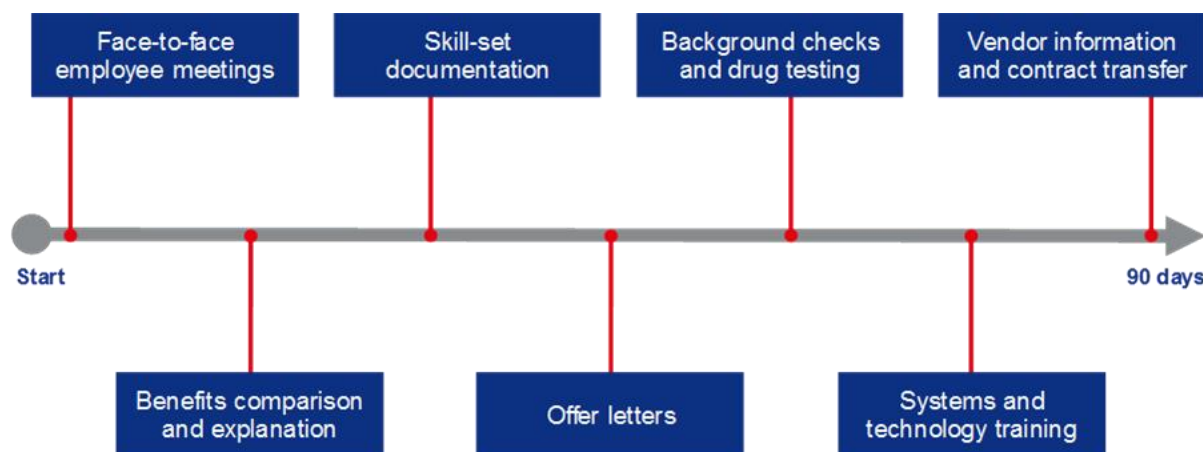 Face-to-face
employee meetings
Skill-set
documentation
Background checks
and drug testing
Vendor information
and contract transfer
Start
90 days
Benefits comparison
and explanation
Offer letters
Systems and
technology training